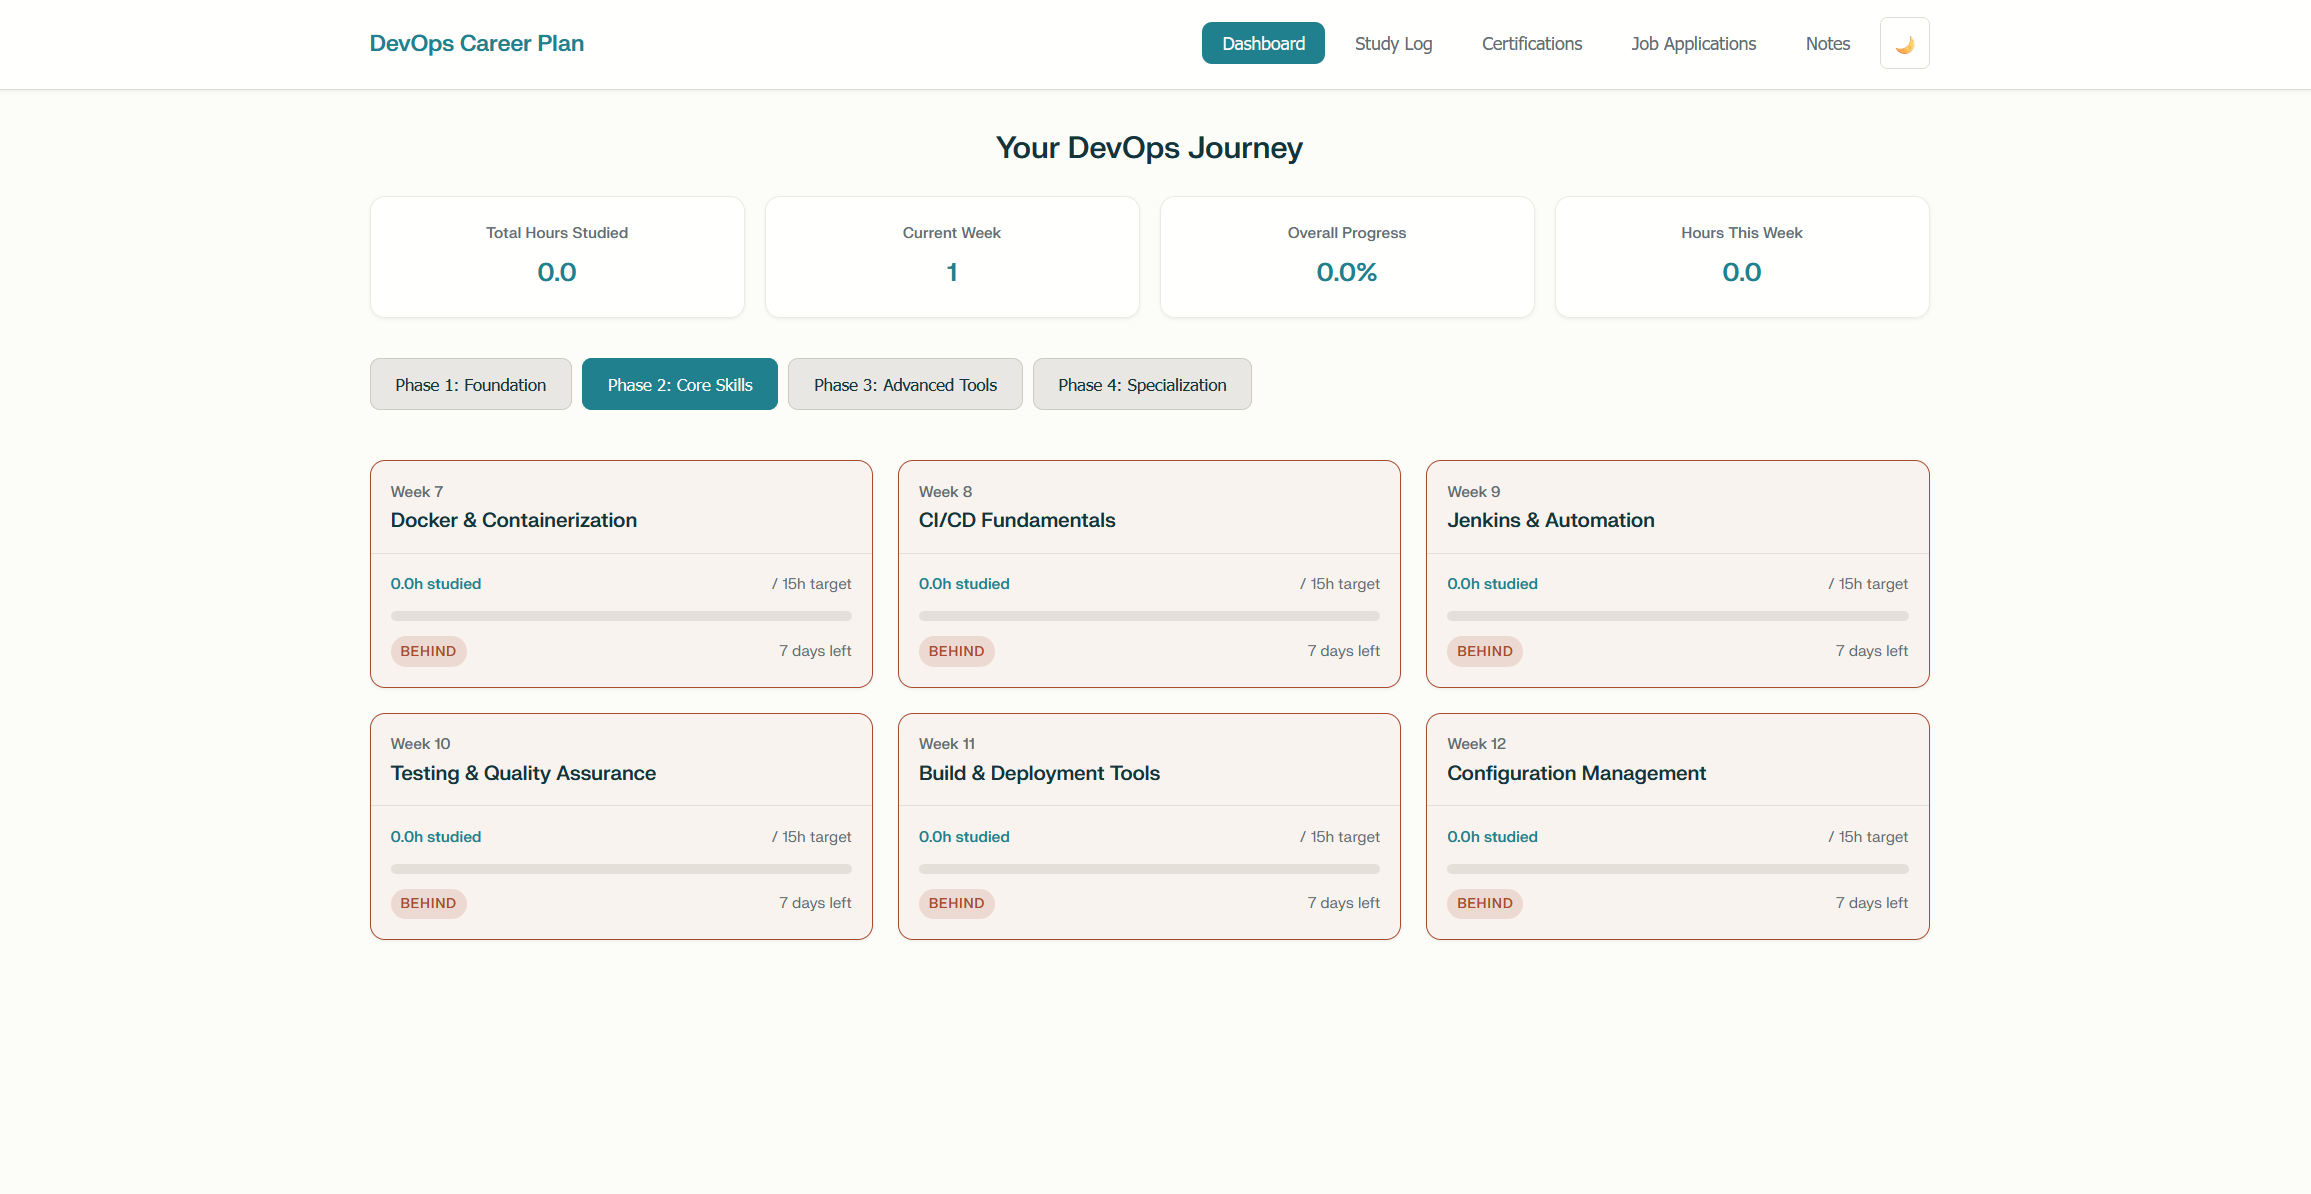 DevOps Career Plan
Dashboard
Study Log
Certifications
Job Applications
Notes
Your DevOps Journey
Total Hours Studied
0.0
Current Week
1
Overall Progress
0.0%
Hours This Week
0.0
Phase 1: Foundation
Phase 2: Core Skills
Phase 3: Advanced Tools
Phase 4: Specialization
Week 7
Docker & Containerization
0.0h studied
/ 15h target
BEHIND
7 days left
Week 8
CI/CD Fundamentals
0.0h studied
/ 15h target
BEHIND
7 days left
Week 9
Jenkins & Automation
0.0h studied
/ 15h target
BEHIND
7 days left
Week 10
Testing & Quality Assurance
0.0h studied
/ 15h target
BEHIND
7 days left
Week 11
Build & Deployment Tools
0.0h studied
/ 15h target
BEHIND
7 days left
Week 12
Configuration Management
0.0h studied
/ 15h target
BEHIND
7 days left